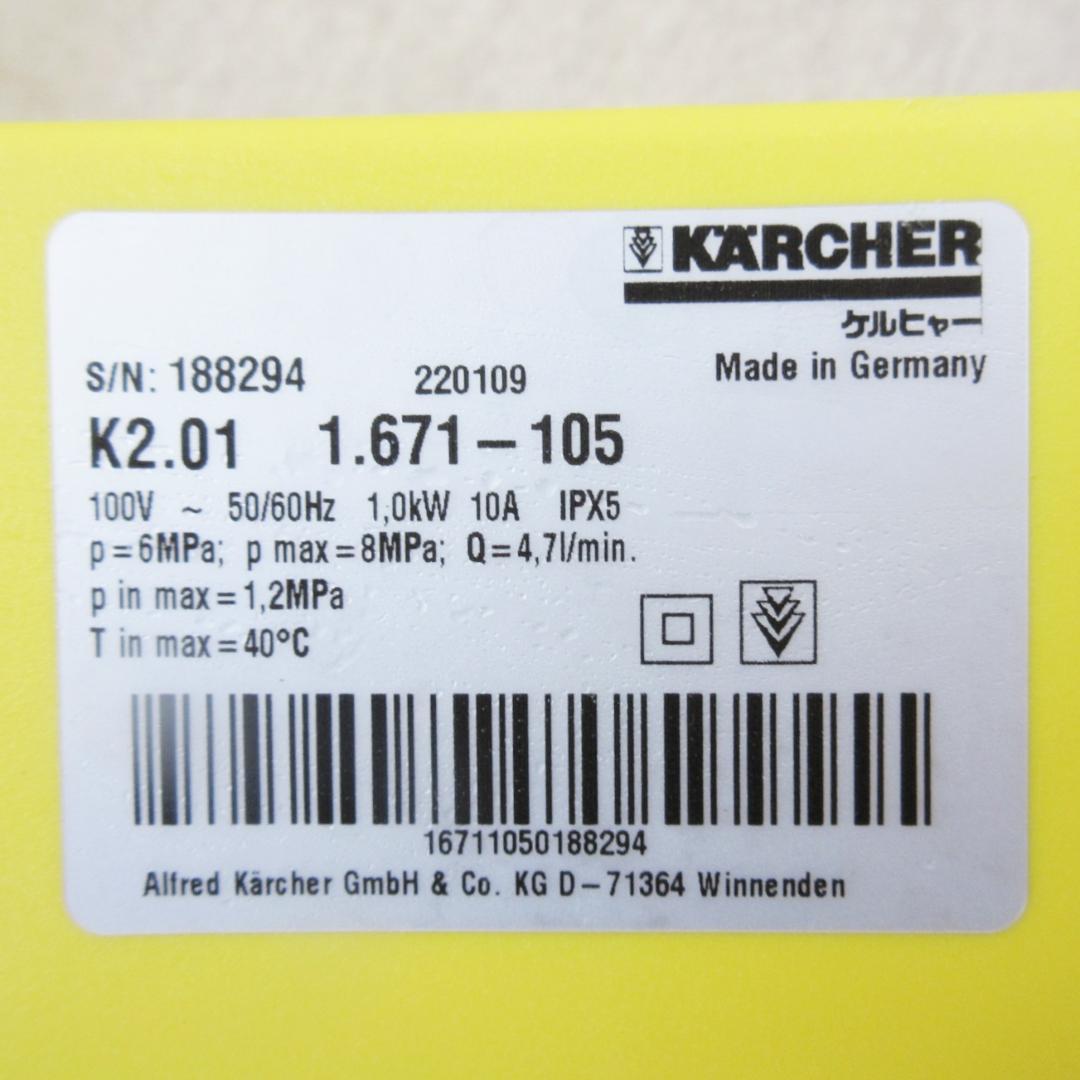 KÄRCHER
ケルヒャー
S/N: 188294 220109 Made in Germany
K2.01 1.671-105
100V ~ 50/60Hz 1,0kW 10A IPX5
p=6MPa; p max=8MPa; Q=4,7l/min.
p in max=1,2MPa
T in max=40°C
16711050188294
Alfred Kärcher GmbH & Co. KG D-71364 Winnenden